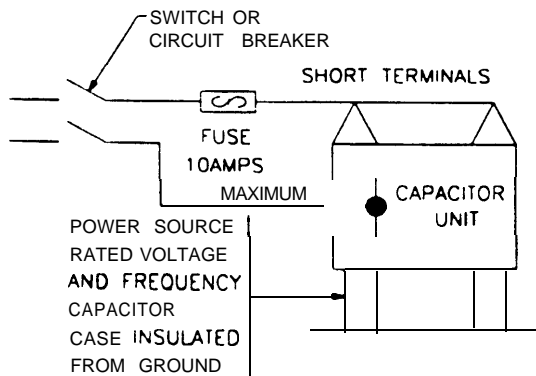 SWITCH OR
CIRCUIT BREAKER
SHORT TERMINALS
FUSE
10AMPS
MAXIMUM
CAPACITOR
UNIT
POWER SOURCE
RATED VOLTAGE
AND FREQUENCY
CAPACITOR
CASE INSULATED
FROM GROUND